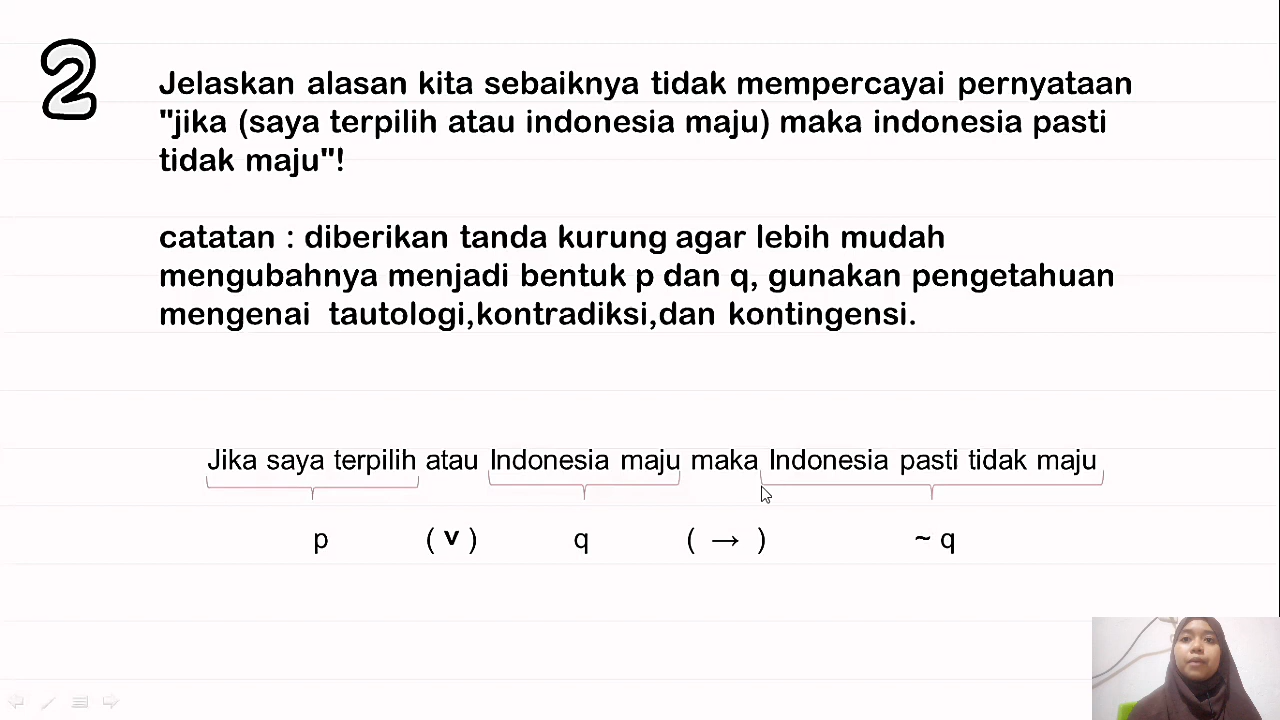 2
Jelaskan alasan kita sebaiknya tidak mempercayai pernyataan
"jika (saya terpilih atau indonesia maju) maka indonesia pasti
tidak maju"!
catatan : diberikan tanda kurung agar lebih mudah
mengubahnya menjadi bentuk p dan q, gunakan pengetahuan
mengenai tautologi,kontradiksi,dan kontingensi.
Jika saya terpilih atau Indonesia maju maka Indonesia pasti tidak maju
p ( v ) q ( → ) ~ q